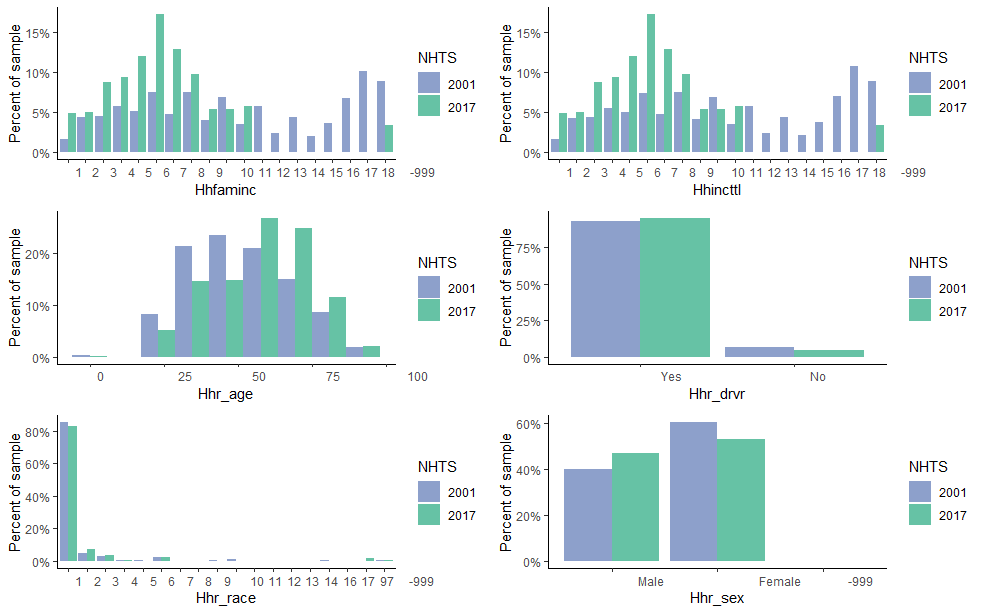 Percent of sample
15%
10%
5%
0%
1 2 3 4 5 6 7 8 9 10 11 12 13 14 15 16 17 18 -999
Hhfaminc
NHTS
2001
2017
Percent of sample
15%
10%
5%
0%
1 2 3 4 5 6 7 8 9 10 11 12 13 14 15 16 17 18 -999
Hhincttl
NHTS
2001
2017
Percent of sample
20%
10%
0%
0 25 50 75 100
Hhr_age
NHTS
2001
2017
Percent of sample
75%
50%
25%
0%
Yes No
Hhr_drvr
NHTS
2001
2017
Percent of sample
80%
60%
40%
20%
0%
1 2 3 4 5 6 7 8 9 10 11 12 13 14 15 16 17 97 -999
Hhr_race
NHTS
2001
2017
Percent of sample
60%
40%
20%
0%
Male Female -999
Hhr_sex
NHTS
2001
2017